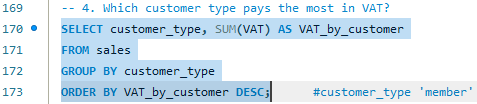 169 -- 4. Which customer type pays the most in VAT?
170 SELECT customer_type, SUM(VAT) AS VAT_by_customer
171 FROM sales
172 GROUP BY customer_type
173 ORDER BY VAT_by_customer DESC; #customer_type 'member'